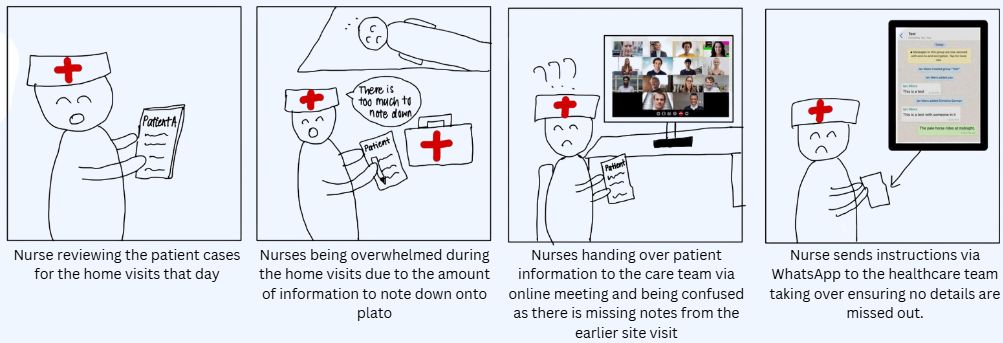 Patient A
There is
too much to
note down
Patient
???
Patient
Test
Today
This is a test
This is a test with someone in it
The pale horse rides at midnight.
Nurse reviewing the patient cases
for the home visits that day
Nurses being overwhelmed during
the home visits due to the amount
of information to note down onto
plato
Nurses handing over patient
information to the care team via
online meeting and being confused
as there is missing notes from the
earlier site visit
Nurse sends instructions via
WhatsApp to the healthcare team
taking over ensuring no details are
missed out.